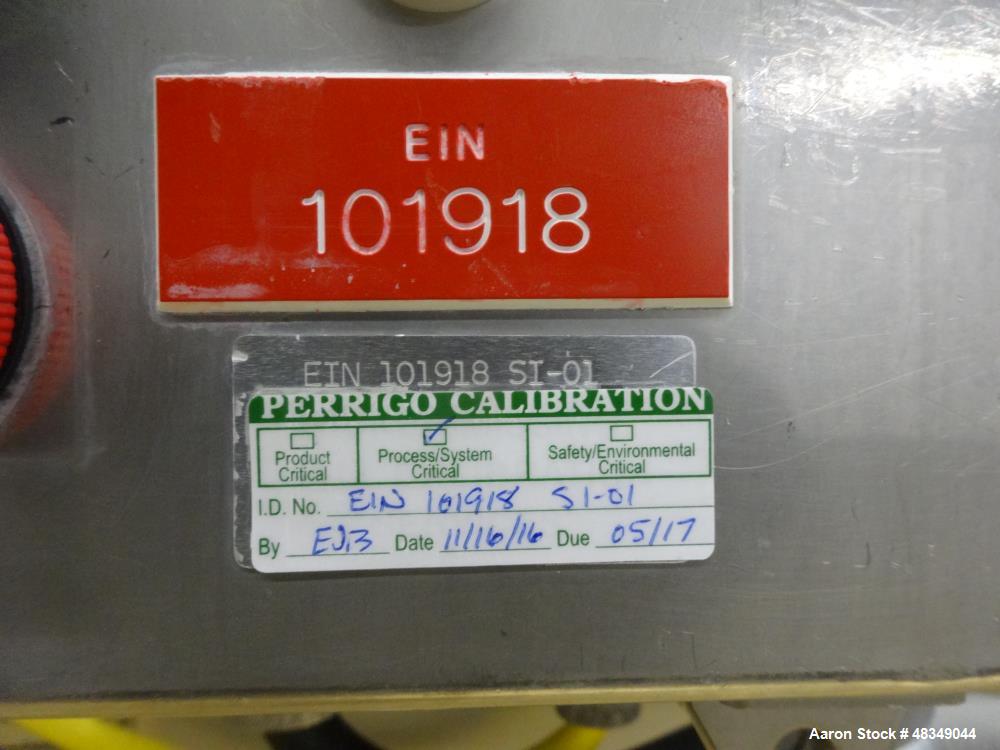 EIN
101918
EIN 101918 SI-01
PERRIGO CALIBRATION
Product Critical
Process/System Critical
Safety/Environmental Critical
I.D. No. EIN 101918 SI-01
By EJB Date 11/16/16 Due 05/17
Aaron Stock # 48349044